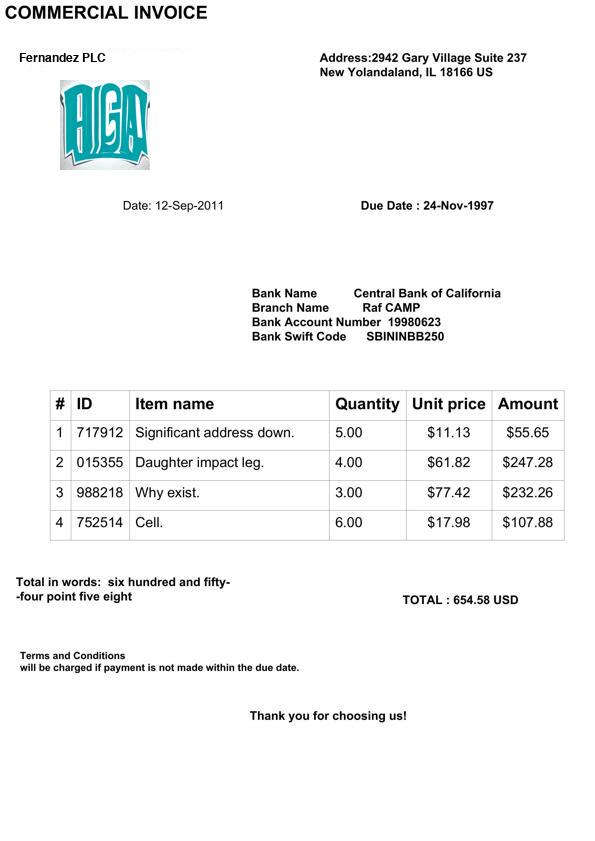 COMMERCIAL INVOICE
Fernandez PLC
Address:2942 Gary Village Suite 237
New Yolandaland, IL 18166 US
Date: 12-Sep-2011
Due Date : 24-Nov-1997
Bank Name Central Bank of California
Branch Name Raf CAMP
Bank Account Number 19980623
Bank Swift Code SBININBB250
# ID Item name Quantity Unit price Amount
1 717912 Significant address down. 5.00 $11.13 $55.65
2 015355 Daughter impact leg. 4.00 $61.82 $247.28
3 988218 Why exist. 3.00 $77.42 $232.26
4 752514 Cell. 6.00 $17.98 $107.88
Total in words: six hundred and fifty-
-four point five eight
TOTAL : 654.58 USD
Terms and Conditions
will be charged if payment is not made within the due date.
Thank you for choosing us!